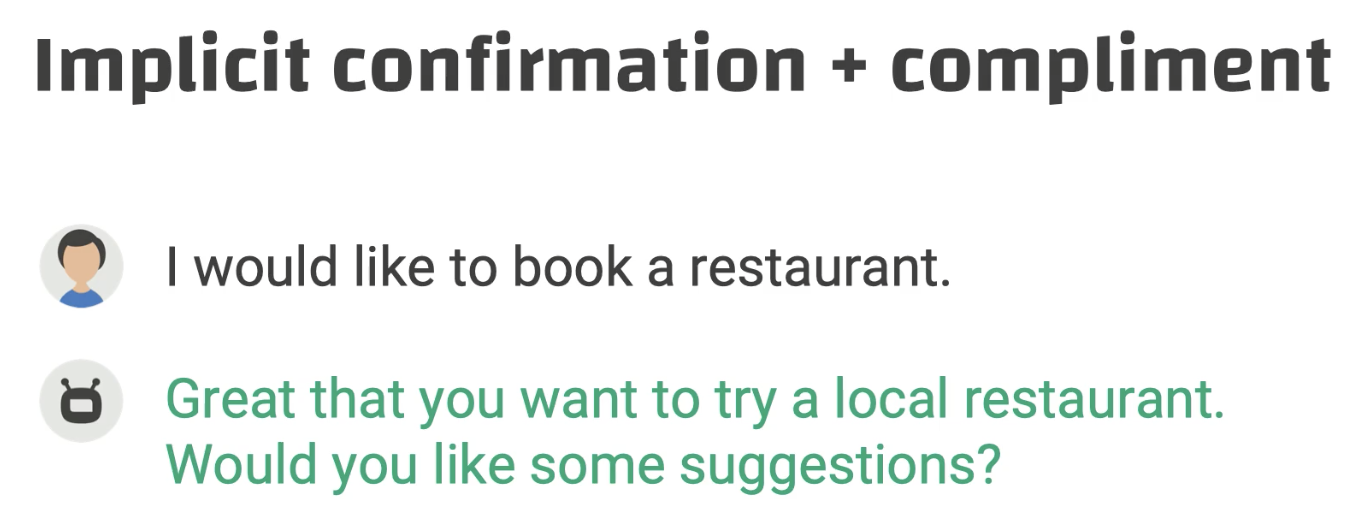 Implicit confirmation + compliment
I would like to book a restaurant.
Great that you want to try a local restaurant.
Would you like some suggestions?